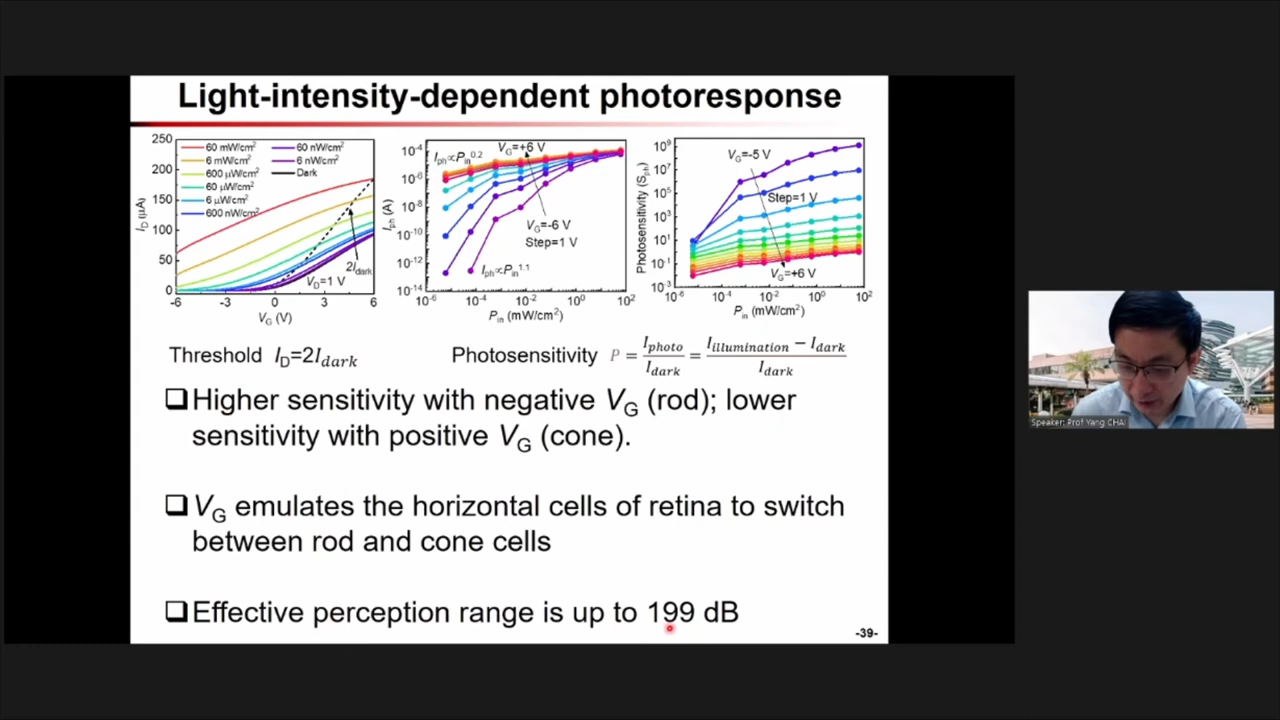 Light-intensity-dependent photoresponse
250
200
150
100
50
0
-6
-3
0
3
6
I_D (μA)
V_G (V)
60 mW/cm²
6 mW/cm²
600 μW/cm²
60 μW/cm²
6 μW/cm²
600 nW/cm²
60 nW/cm²
6 nW/cm²
Dark
2I_dark
V_D=1 V
10⁻⁴
10⁻⁶
10⁻⁸
10⁻¹⁰
10⁻¹²
10⁻¹⁴
10⁻⁶
10⁻⁴
10⁻²
10⁰
10²
I_ph (A)
P_in (mW/cm²)
I_ph∝P_in^0.2
V_G=+6 V
V_G=-6 V
Step=1 V
I_ph∝P_in^1.1
10⁹
10⁷
10⁵
10³
10¹
10⁻¹
10⁻³
10⁻⁶
10⁻⁴
10⁻²
10⁰
10²
Photosensitivity (S_ph)
P_in (mW/cm²)
V_G=-5 V
Step=1 V
V_G=+6 V
Threshold I_D=2I_dark
Photosensitivity P = I_photo / I_dark = I_illumination − I_dark / I_dark
❑Higher sensitivity with negative V_G (rod); lower
sensitivity with positive V_G (cone).
❑V_G emulates the horizontal cells of retina to switch
between rod and cone cells
❑Effective perception range is up to 199 dB
-39-
Speaker: Prof Yang CHAI